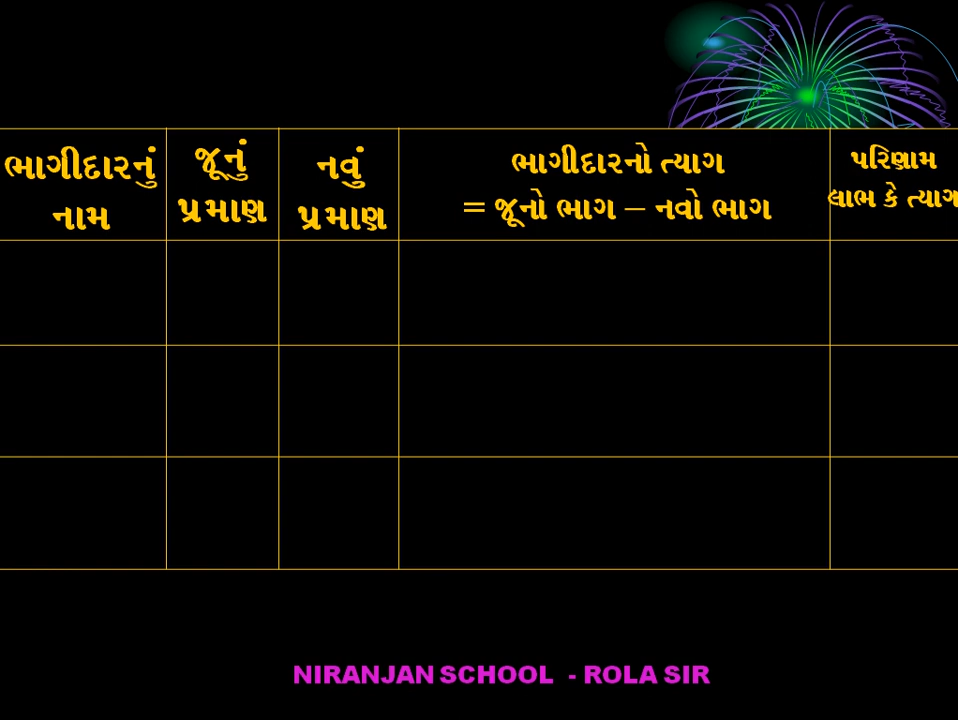 ભાગીદારનું
નામ
જૂનું
પ્રમાણ
નવું
પ્રમાણ
ભાગીદારનો ત્યાગ
= જૂનો ભાગ – નવો ભાગ
પરિણામ
લાભ કે ત્યાગ
NIRANJAN SCHOOL - ROLA SIR